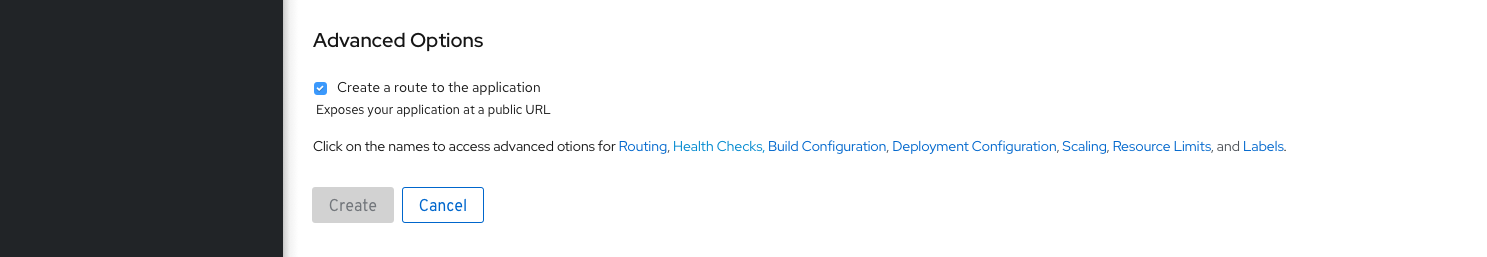 Advanced Options
Create a route to the application
Exposes your application at a public URL
Click on the names to access advanced otions for Routing, Health Checks, Build Configuration, Deployment Configuration, Scaling, Resource Limits, and Labels.
Create Cancel